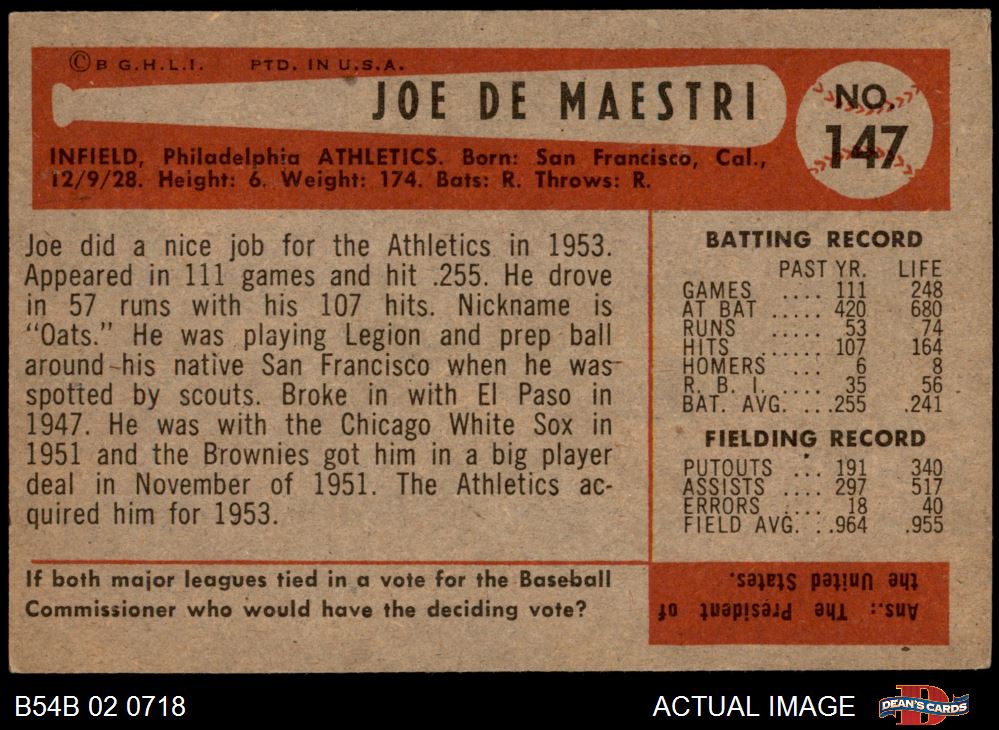 ©B G.H.L.I. PTD. IN U.S.A.
JOE DE MAESTRI
NO.
147
INFIELD, Philadelphia ATHLETICS. Born: San Francisco, Cal.,
12/9/28. Height: 6. Weight: 174. Bats: R. Throws: R.
Joe did a nice job for the Athletics in 1953.
Appeared in 111 games and hit .255. He drove
in 57 runs with his 107 hits. Nickname is
"Oats." He was playing Legion and prep ball
around his native San Francisco when he was
spotted by scouts. Broke in with El Paso in
1947. He was with the Chicago White Sox in
1951 and the Brownies got him in a big player
deal in November of 1951. The Athletics ac-
quired him for 1953.
BATTING RECORD
PAST YR. LIFE
GAMES .... 111 248
AT BAT ..... 420 680
RUNS ..... 53 74
HITS ...... 107 164
HOMERS ... 6 8
R. B. I. .... 35 56
BAT. AVG. ...255 .241
FIELDING RECORD
PUTOUTS ... 191 340
ASSISTS .... 297 517
ERRORS .... 18 40
FIELD AVG. ..964 .955
If both major leagues tied in a vote for the Baseball
Commissioner who would have the deciding vote?
Ans.: The President of
the United States.
B54B 02 0718
ACTUAL IMAGE
D
DEAN'S CARDS